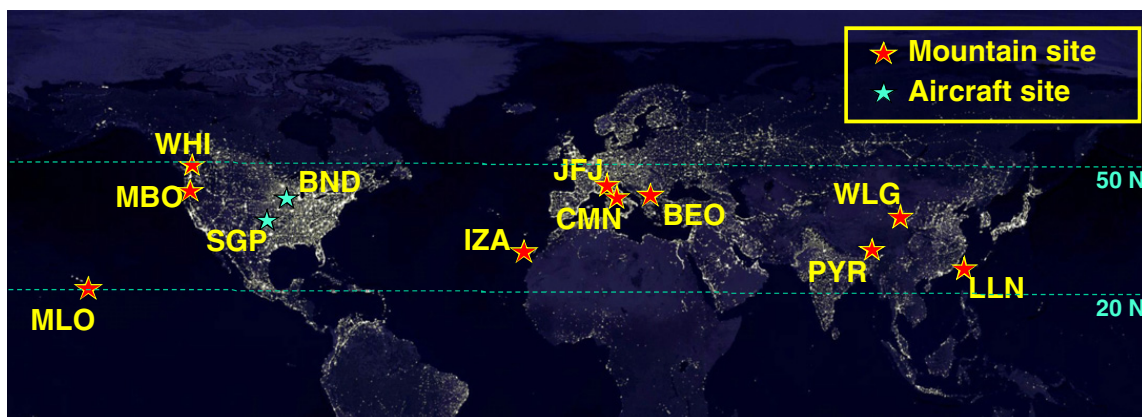 Mountain site
Aircraft site
WHI
BND
JFJ
50 N
MBO
WLG
CMN
BEO
SGP
IZA
PYR
LLN
20 N
MLO